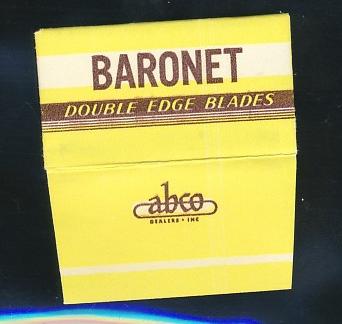 BARONET
DOUBLE EDGE BLADES
abco
DEALERS • INC